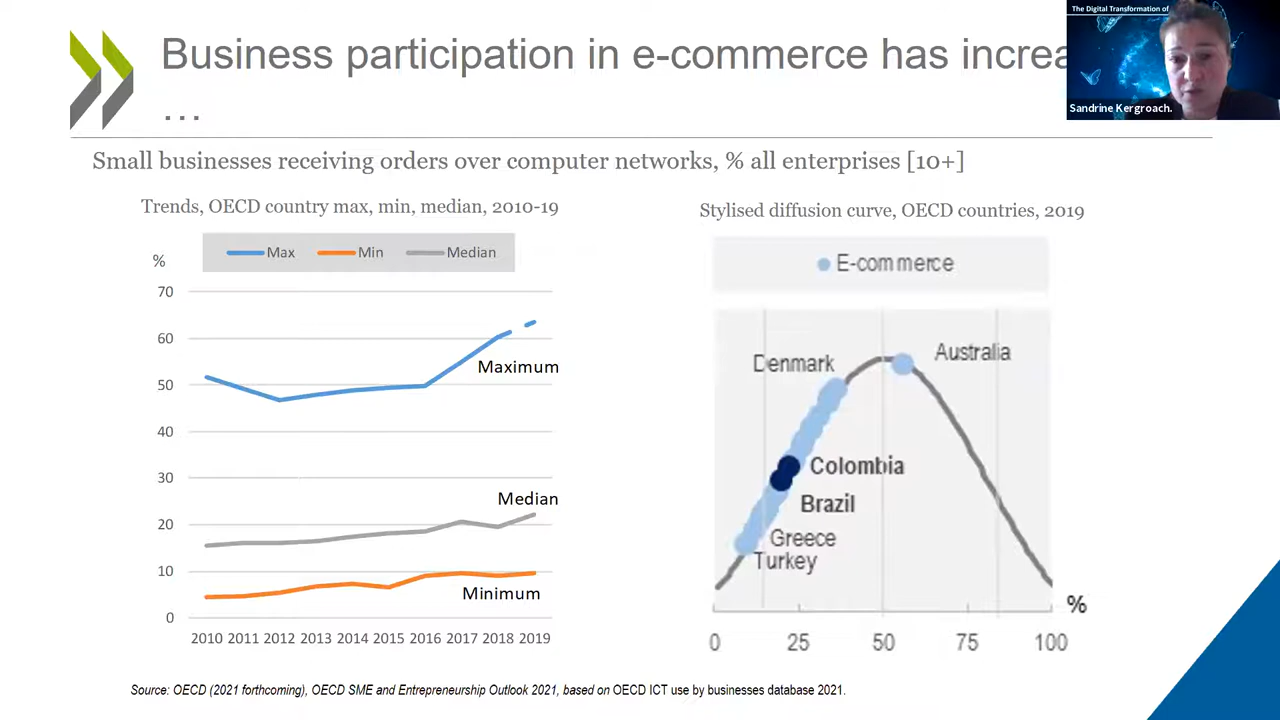 Business participation in e-commerce has increa
...
The Digital Transformation of
Sandrine Kergroach.
Small businesses receiving orders over computer networks, % all enterprises [10+]
Trends, OECD country max, min, median, 2010-19
Max Min Median
%
70
60
50
40
30
20
10
0
Maximum
Median
Minimum
2010 2011 2012 2013 2014 2015 2016 2017 2018 2019
Stylised diffusion curve, OECD countries, 2019
E-commerce
Denmark
Australia
Colombia
Brazil
Greece
Turkey
%
0 25 50 75 100
Source: OECD (2021 forthcoming), OECD SME and Entrepreneurship Outlook 2021, based on OECD ICT use by businesses database 2021.